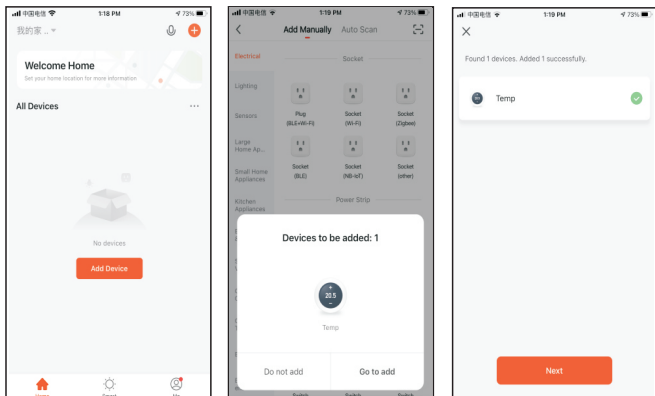 中国电信
1:18 PM
73%
我的家 ..
Welcome Home
Set your home location for more information
All Devices
No devices
Add Device
Home
Smart
Me
中国电信
1:19 PM
73%
Add Manually
Auto Scan
Electrical
Socket
Lighting
Plug
(BLE+Wi-Fi)
Socket
(Wi-Fi)
Socket
(Zigbee)
Sensors
Large
Home Ap...
Socket
(BLE)
Socket
(NB-IoT)
Socket
(other)
Small Home
Appliances
Kitchen
Appliances
Power Strip
Devices to be added: 1
20.5
Temp
Do not add
Go to add
Switch
Switch
Switch
中国电信
1:19 PM
73%
Found 1 devices. Added 1 successfully.
Temp
Next